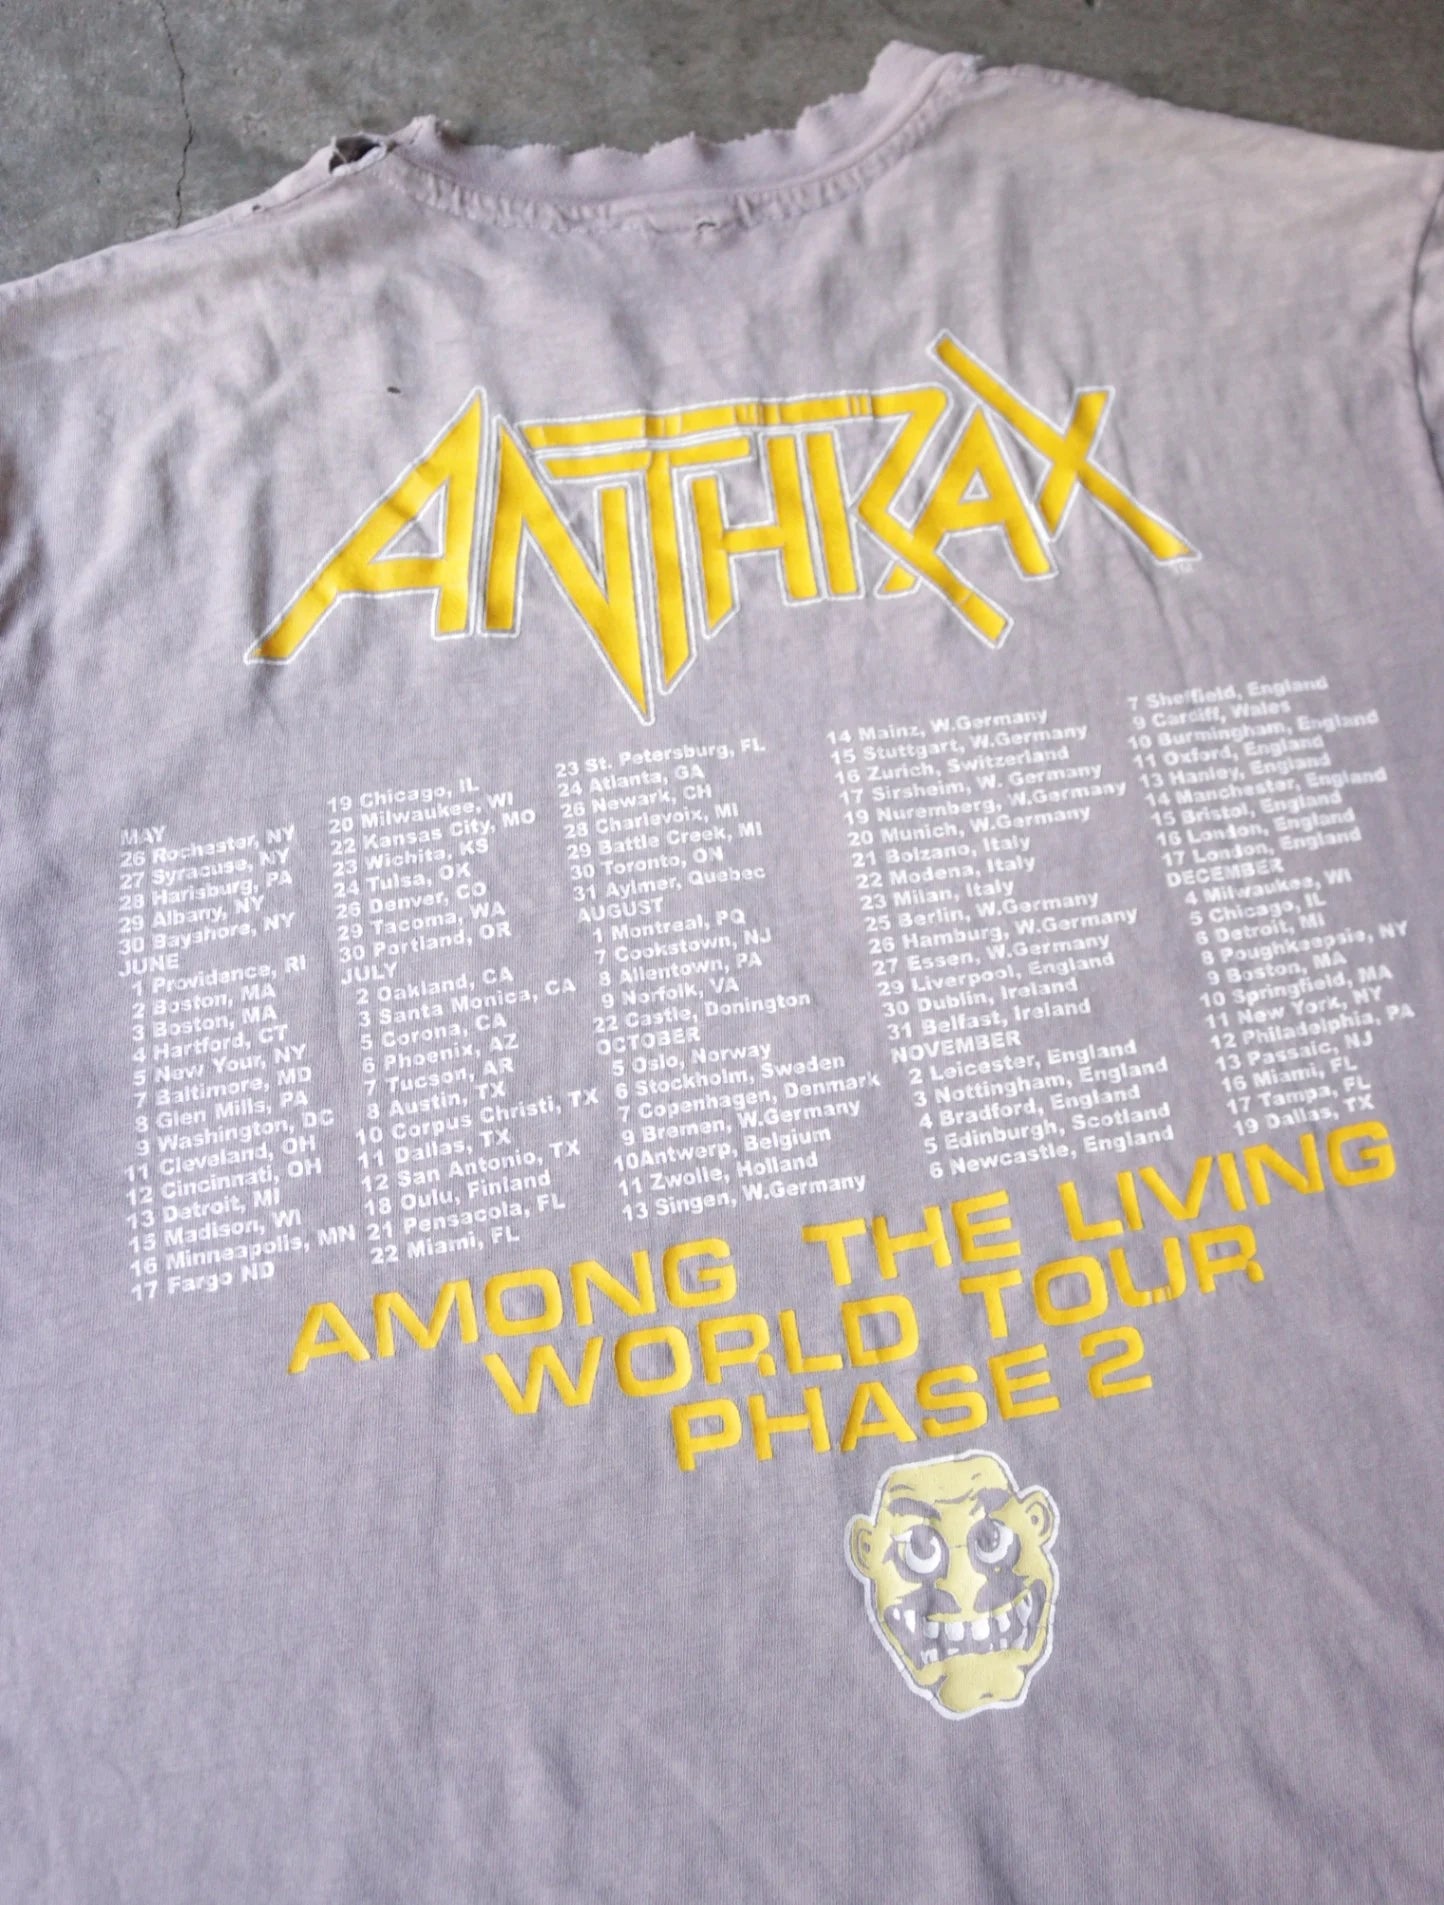 ANTHRAX
MAY
26 Rochester, NY
27 Syracuse, NY
28 Harisburg, PA
29 Albany, NY
30 Bayshore, NY
JUNE
1 Providance, RI
2 Boston, MA
3 Boston, MA
4 Hartford, CT
5 New Your, NY
7 Baltimore, MD
8 Glen Mills, PA
9 Washington, DC
11 Cleveland, OH
12 Cincinnati, OH
13 Detroit, MI
15 Madison, WI
16 Minneapolis, MN
17 Fargo ND
19 Chicago, IL
20 Milwaukee, WI
22 Kansas City, MO
23 Wichita, KS
24 Tulsa, OK
26 Denver, CO
29 Tacoma, WA
30 Portland, OR
JULY
2 Oakland, CA
3 Santa Monica, CA
5 Corona, CA
6 Phoenix, AZ
7 Tucson, AR
8 Austin, TX
10 Corpus Christi, TX
11 Dallas, TX
12 San Antonio, TX
18 Oulu, Finland
21 Pensacola, FL
22 Miami, FL
23 St. Petersburg, FL
24 Atlanta, GA
26 Newark, CH
28 Charlevoix, MI
29 Battle Creek, MI
30 Toronto, ON
31 Aylmer, Quebec
AUGUST
1 Montreal, PQ
7 Cookstown, NJ
8 Allentown, PA
9 Norfolk, VA
22 Castle, Donington
OCTOBER
5 Oslo, Norway
6 Stockholm, Sweden
7 Copenhagen, Denmark
9 Bremen, W.Germany
10Antwerp, Belgium
11 Zwolle, Holland
13 Singen, W.Germany
14 Mainz, W.Germany
15 Stuttgart, W.Germany
16 Zurich, Switzerland
17 Sirsheim, W. Germany
19 Nuremberg, W.Germany
20 Munich, W.Germany
21 Bolzano, Italy
22 Modena, Italy
23 Milan, Italy
25 Berlin, W.Germany
26 Hamburg, W.Germany
27 Essen, W.Germany
29 Liverpool, England
30 Dublin, Ireland
31 Belfast, Ireland
NOVEMBER
2 Leicester, England
3 Nottingham, England
4 Bradford, England
5 Edinburgh, Scotland
6 Newcastle, England
7 Sheffield, England
9 Cardiff, Wales
10 Burmingham, England
11 Oxford, England
13 Hanley, England
14 Manchester, England
15 Bristol, England
16 London, England
17 London, England
DECEMBER
4 Milwaukee, WI
5 Chicago, IL
6 Detroit, MI
8 Poughkeepsie, NY
9 Boston, MA
10 Springfield, MA
11 New York, NY
12 Philadelphia, PA
13 Passaic, NJ
16 Miami, FL
17 Tampa, FL
19 Dallas, TX
AMONG THE LIVING
WORLD TOUR
PHASE 2